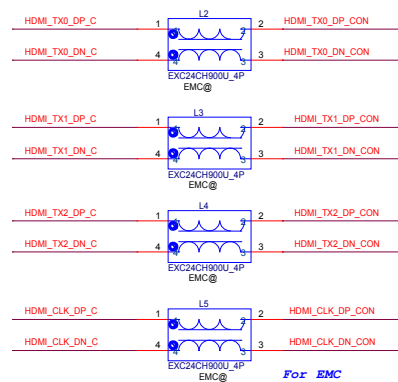 L2
HDMI_TX0_DP_C 1 2 HDMI_TX0_DP_CON
HDMI_TX0_DN_C 4 3 HDMI_TX0_DN_CON
EXC24CH900U_4P
EMC@
L3
HDMI_TX1_DP_C 1 2 HDMI_TX1_DP_CON
HDMI_TX1_DN_C 4 3 HDMI_TX1_DN_CON
EXC24CH900U_4P
EMC@
L4
HDMI_TX2_DP_C 1 2 HDMI_TX2_DP_CON
HDMI_TX2_DN_C 4 3 HDMI_TX2_DN_CON
EXC24CH900U_4P
EMC@
L5
HDMI_CLK_DP_C 1 2 HDMI_CLK_DP_CON
HDMI_CLK_DN_C 4 3 HDMI_CLK_DN_CON
EXC24CH900U_4P
EMC@
For EMC